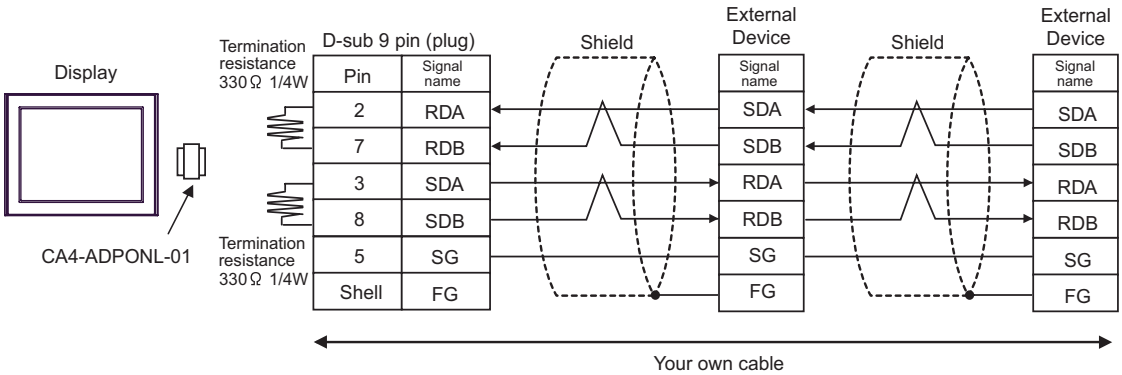 Display
CA4-ADPONL-01
Termination
resistance
330Ω 1/4W
Termination
resistance
330Ω 1/4W
D-sub 9 pin (plug)
Pin Signal name
2 RDA
7 RDB
3 SDA
8 SDB
5 SG
Shell FG
Shield
External
Device
Signal
name
SDA
SDB
RDA
RDB
SG
FG
Shield
External
Device
Signal
name
SDA
SDB
RDA
RDB
SG
FG
Your own cable